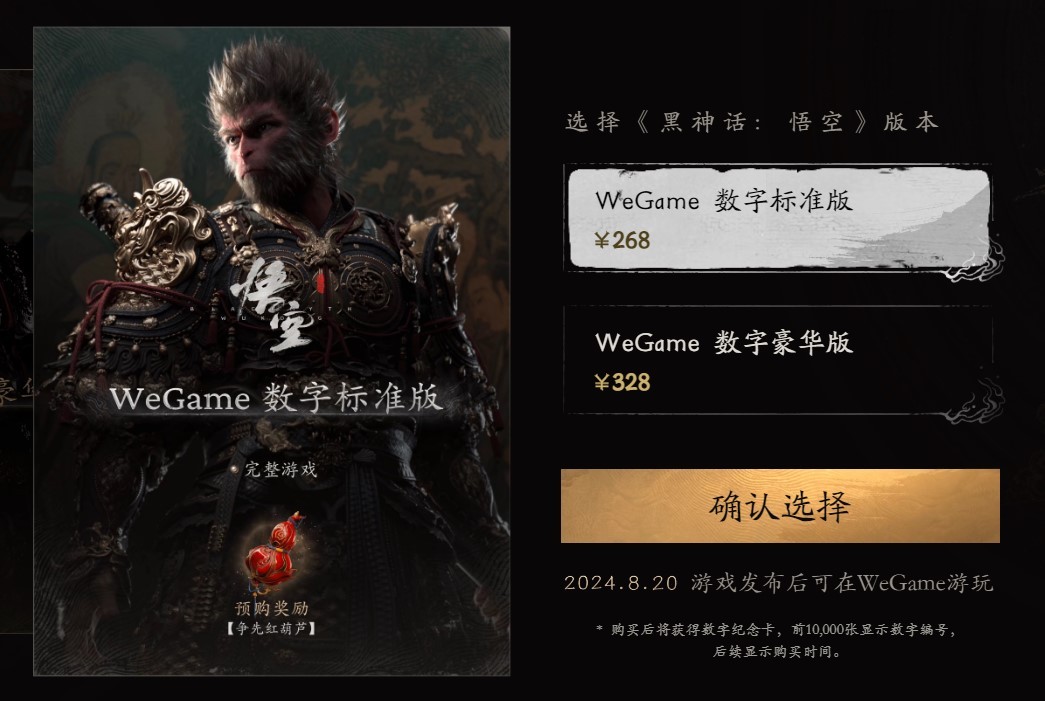 悟空
WeGame 数字标准版
完整游戏
预购奖励
【争先红葫芦】
选择《黑神话：悟空》版本
WeGame 数字标准版
¥268
WeGame 数字豪华版
¥328
确认选择
2024.8.20 游戏发布后可在WeGame游玩
* 购买后将获得数字纪念卡，前10,000张显示数字编号，
后续显示购买时间。
豪华